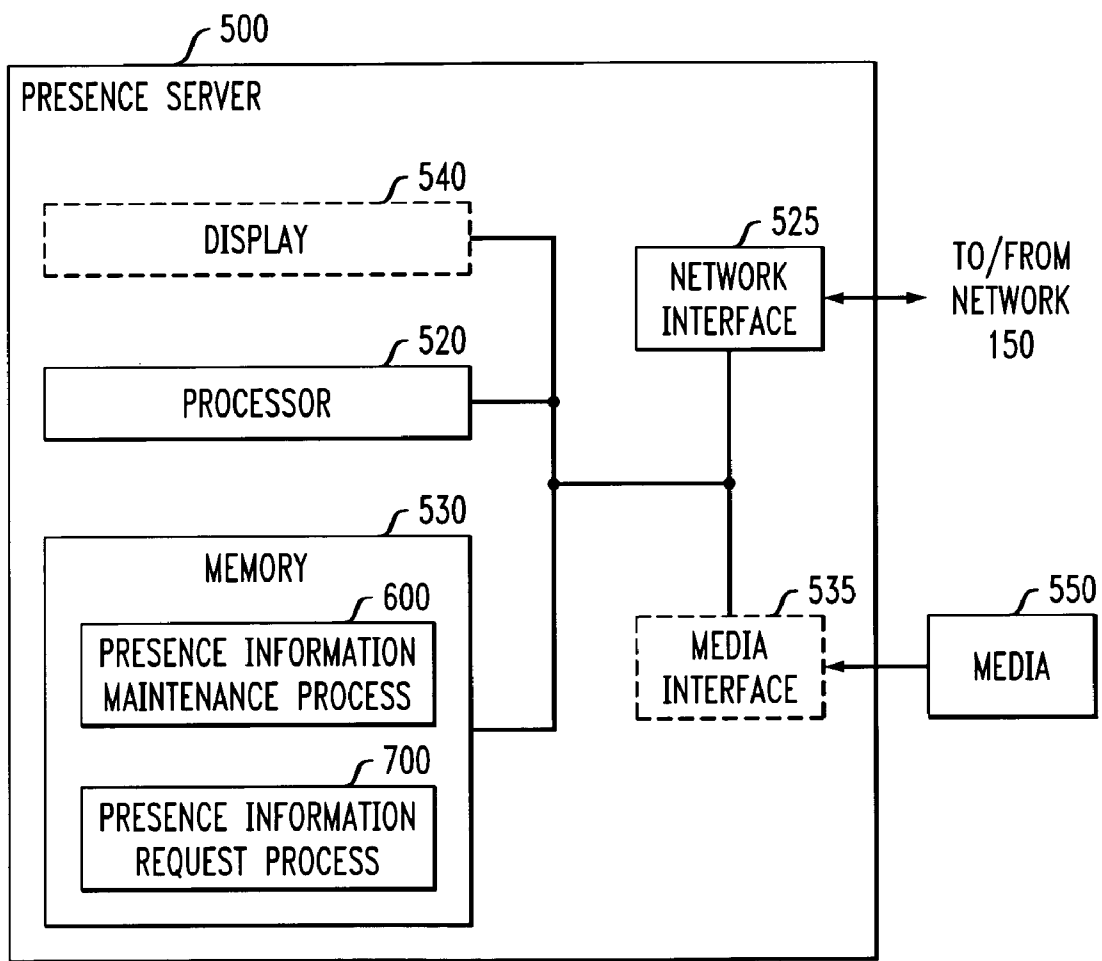 500
PRESENCE SERVER
540
DISPLAY
525
NETWORK
INTERFACE
TO/FROM
NETWORK
150
520
PROCESSOR
530
MEMORY
600
PRESENCE INFORMATION
MAINTENANCE PROCESS
700
PRESENCE INFORMATION
REQUEST PROCESS
535
MEDIA
INTERFACE
550
MEDIA